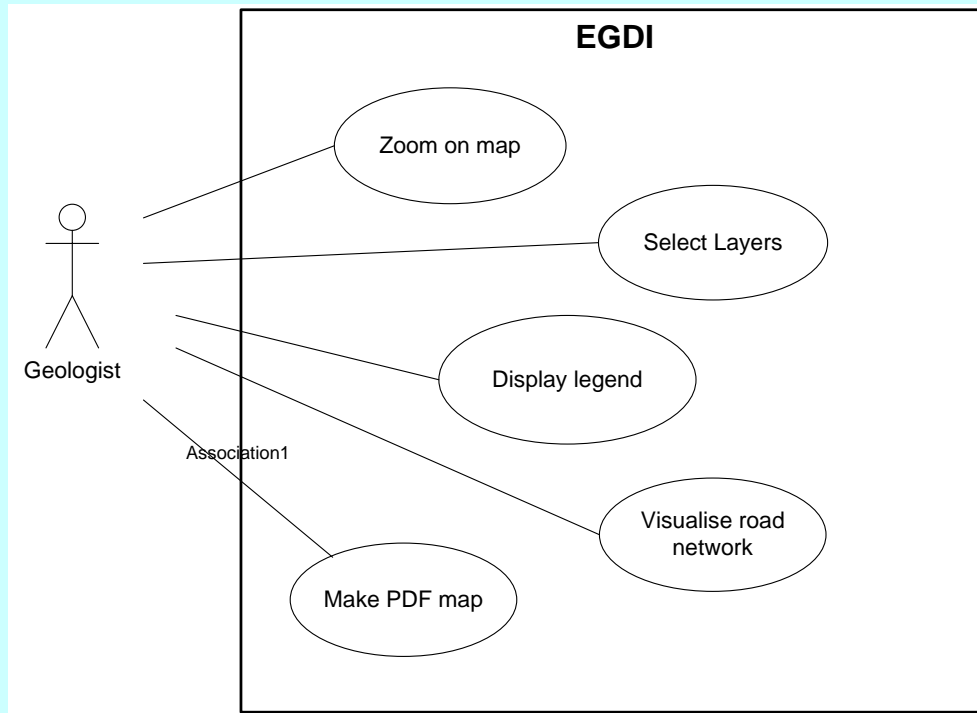 EGDI
Zoom on map
Select Layers
Geologist
Display legend
Association1
Visualise road
network
Make PDF map